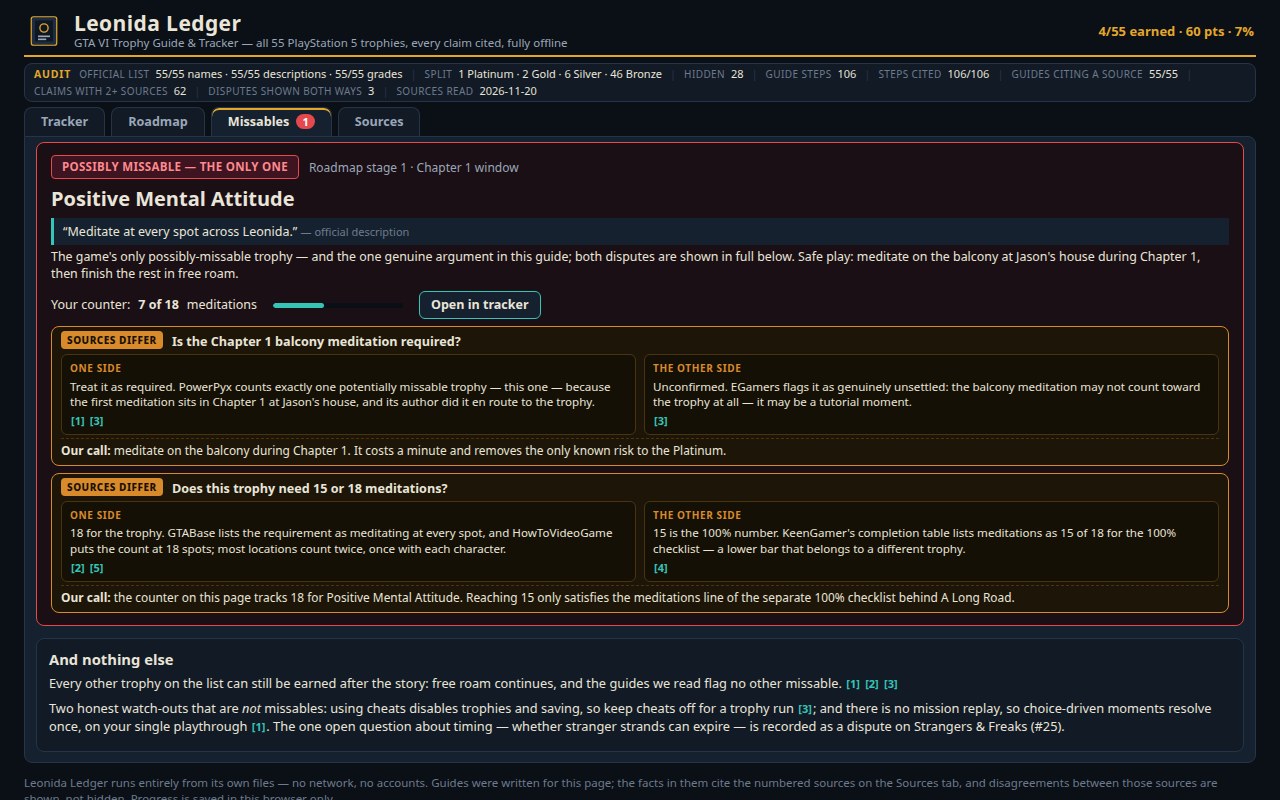 Leonida Ledger
GTA VI Trophy Guide & Tracker — all 55 PlayStation 5 trophies, every claim cited, fully offline
4/55 earned · 60 pts · 7%
AUDIT OFFICIAL LIST 55/55 names · 55/55 descriptions · 55/55 grades SPLIT 1 Platinum · 2 Gold · 6 Silver · 46 Bronze HIDDEN 28 GUIDE STEPS 106 STEPS CITED 106/106 GUIDES CITING A SOURCE 55/55
CLAIMS WITH 2+ SOURCES 62 DISPUTES SHOWN BOTH WAYS 3 SOURCES READ 2026-11-20
Tracker Roadmap Missables 1 Sources
POSSIBLY MISSABLE — THE ONLY ONE Roadmap stage 1 · Chapter 1 window
Positive Mental Attitude
“Meditate at every spot across Leonida.” — official description
The game's only possibly-missable trophy — and the one genuine argument in this guide; both disputes are shown in full below. Safe play: meditate on the balcony at Jason's house during Chapter 1,
then finish the rest in free roam.
Your counter: 7 of 18 meditations Open in tracker
SOURCES DIFFER Is the Chapter 1 balcony meditation required?
ONE SIDE
Treat it as required. PowerPyx counts exactly one potentially missable trophy — this one — because
the first meditation sits in Chapter 1 at Jason's house, and its author did it en route to the trophy.
[1] [3]
THE OTHER SIDE
Unconfirmed. EGamers flags it as genuinely unsettled: the balcony meditation may not count toward
the trophy at all — it may be a tutorial moment.
[3]
Our call: meditate on the balcony during Chapter 1. It costs a minute and removes the only known risk to the Platinum.
SOURCES DIFFER Does this trophy need 15 or 18 meditations?
ONE SIDE
18 for the trophy. GTABase lists the requirement as meditating at every spot, and HowToVideoGame
puts the count at 18 spots; most locations count twice, once with each character.
[2] [5]
THE OTHER SIDE
15 is the 100% number. KeenGamer's completion table lists meditations as 15 of 18 for the 100%
checklist — a lower bar that belongs to a different trophy.
[4]
Our call: the counter on this page tracks 18 for Positive Mental Attitude. Reaching 15 only satisfies the meditations line of the separate 100% checklist behind A Long Road.
And nothing else
Every other trophy on the list can still be earned after the story: free roam continues, and the guides we read flag no other missable. [1] [2] [3]
Two honest watch-outs that are not missables: using cheats disables trophies and saving, so keep cheats off for a trophy run [3]; and there is no mission replay, so choice-driven moments resolve
once, on your single playthrough [1]. The one open question about timing — whether stranger strands can expire — is recorded as a dispute on Strangers & Freaks (#25).
Leonida Ledger runs entirely from its own files — no network, no accounts. Guides were written for this page; the facts in them cite the numbered sources on the Sources tab, and disagreements between those sources are
shown, not hidden. Progress is saved in this browser only.